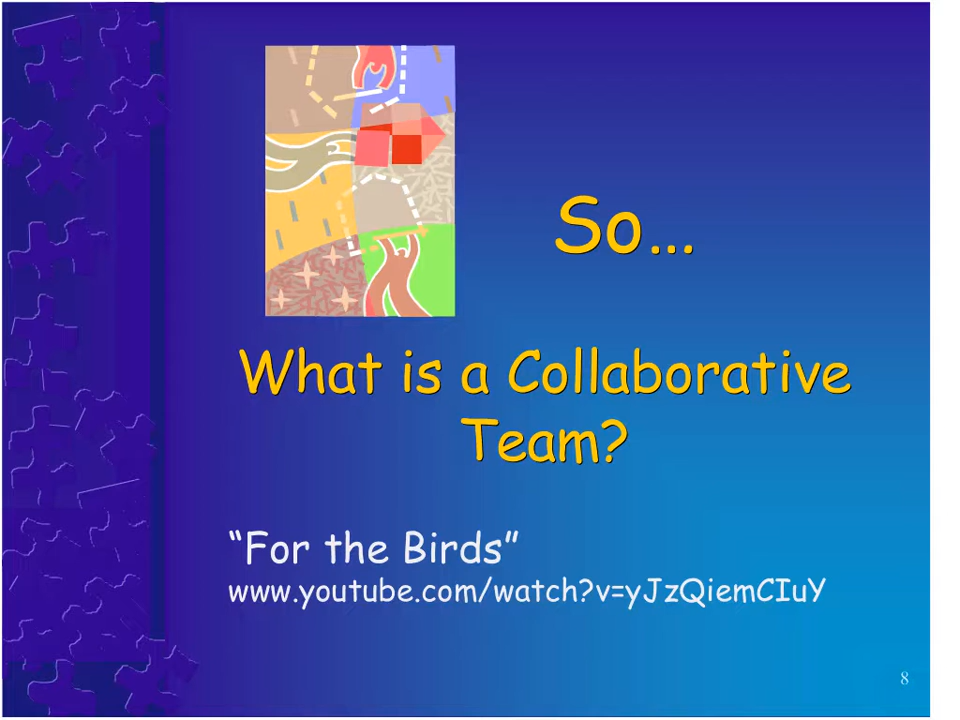 So…
What is a Collaborative
Team?
“For the Birds”
www.youtube.com/watch?v=yJzQiemCIuY
8